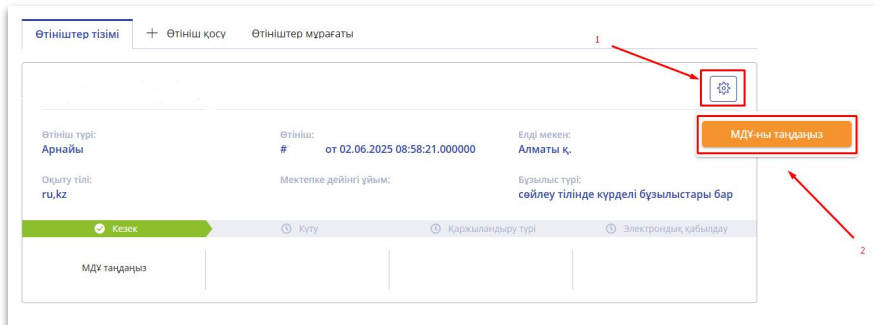 Өтініштер тізімі + Өтініш қосу Өтініштер мұрағаты
1
МДҰ-ны таңдаңыз
Өтініш түрі: Өтініш: Елді мекен:
Арнайы # от 02.06.2025 08:58:21.000000 Алматы қ.
Оқыту тілі: Мектепке дейінгі ұйым: Бұзылыс түрі:
ru,kz сөйлеу тілінде күрделі бұзылыстары бар
Кезек Күту Қаржыландыру түрі Электрондық қабылдау
2
МДҰ таңдаңыз